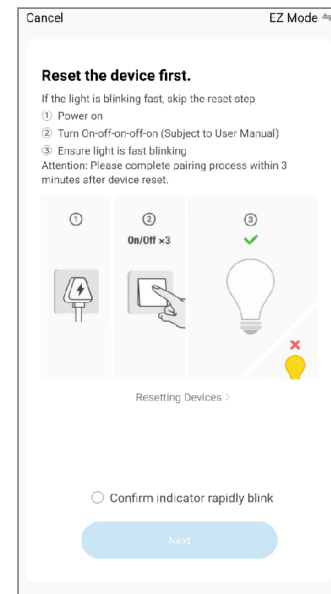 Cancel EZ Mode
Reset the device first.
If the light is blinking fast, skip the reset step
① Power on
② Turn On-off-on-off-on (Subject to User Manual)
③ Ensure light is fast blinking
Attention: Please complete pairing process within 3
minutes after device reset.
① ② ③
On/Off ×3
Resetting Devices >
Confirm indicator rapidly blink
Next